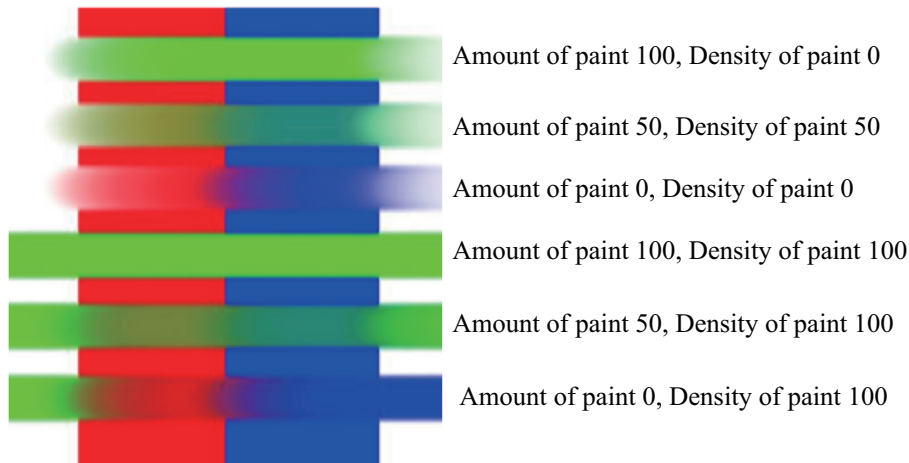 Amount of paint 100, Density of paint 0
Amount of paint 50, Density of paint 50
Amount of paint 0, Density of paint 0
Amount of paint 100, Density of paint 100
Amount of paint 50, Density of paint 100
Amount of paint 0, Density of paint 100